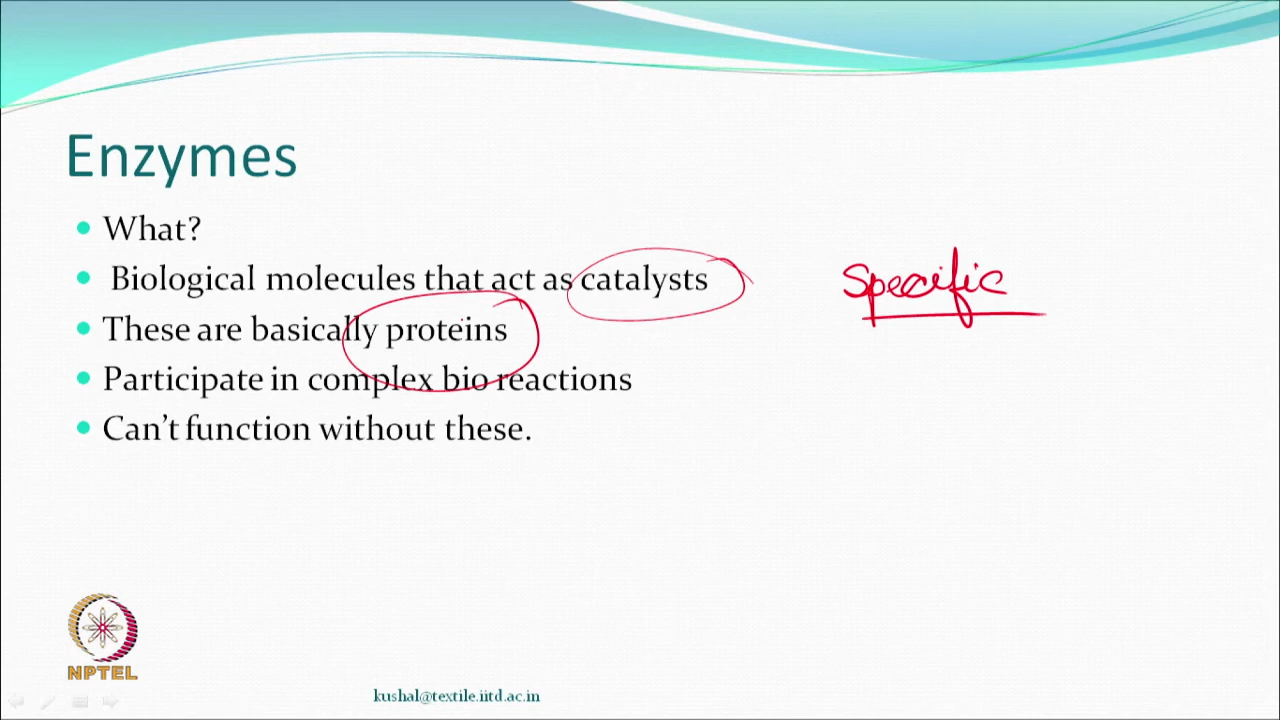 Enzymes
What?
Biological molecules that act as catalysts
Specific
These are basically proteins
Participate in complex bio reactions
Can't function without these.
NPTEL
kushal@textile.iitd.ac.in